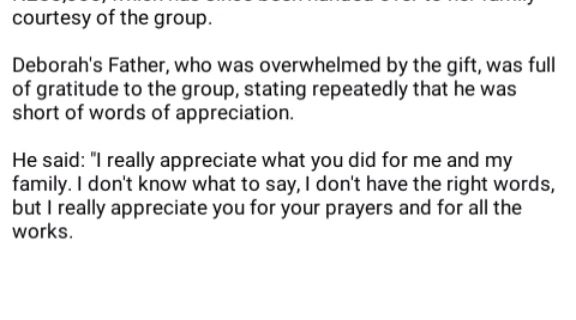 courtesy of the group.
Deborah's Father, who was overwhelmed by the gift, was full
of gratitude to the group, stating repeatedly that he was
short of words of appreciation.
He said: "I really appreciate what you did for me and my
family. I don't know what to say, I don't have the right words,
but I really appreciate you for your prayers and for all the
works.